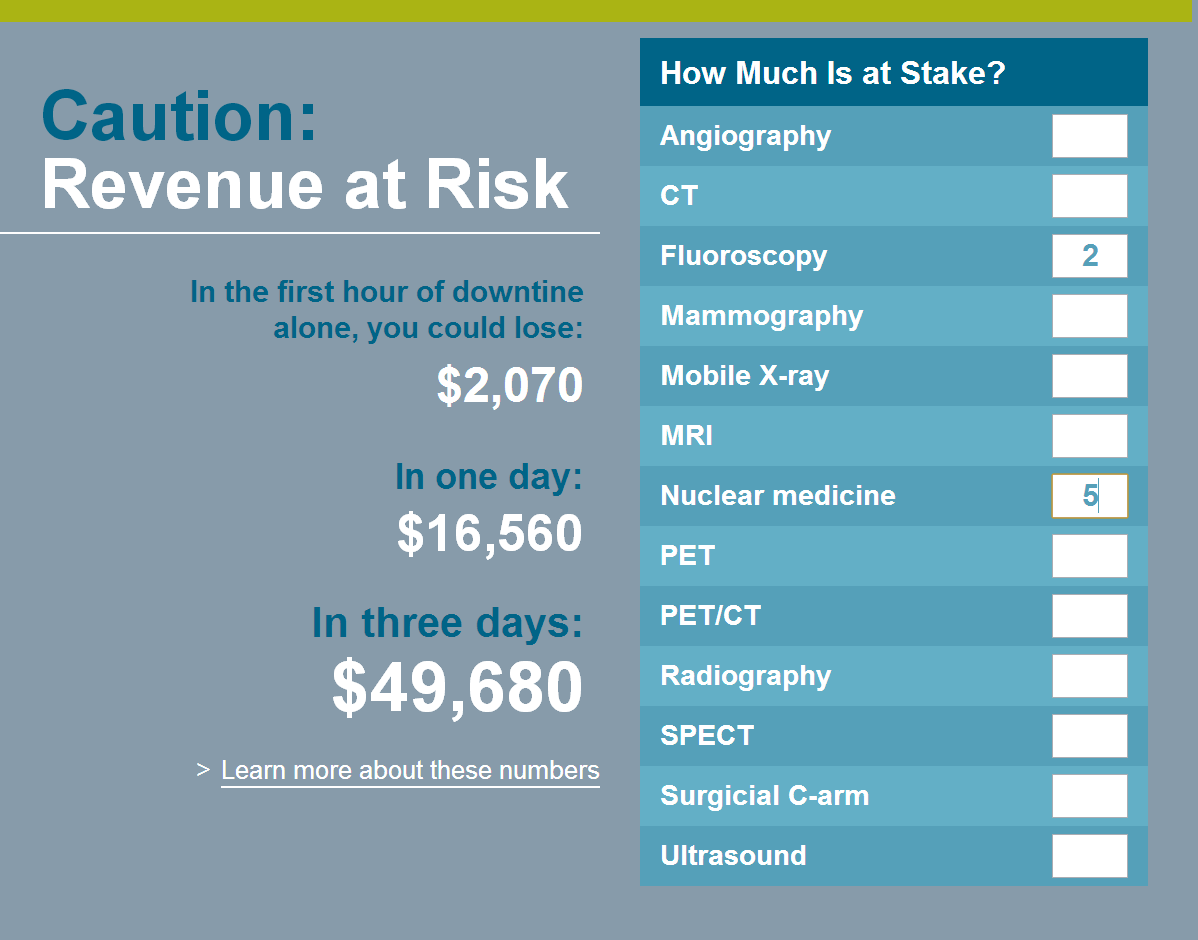 Caution:
Revenue at Risk
In the first hour of downtine
alone, you could lose:
$2,070
In one day:
$16,560
In three days:
$49,680
> Learn more about these numbers
How Much Is at Stake?
Angiography
CT
Fluoroscopy 2
Mammography
Mobile X-ray
MRI
Nuclear medicine 5
PET
PET/CT
Radiography
SPECT
Surgicial C-arm
Ultrasound